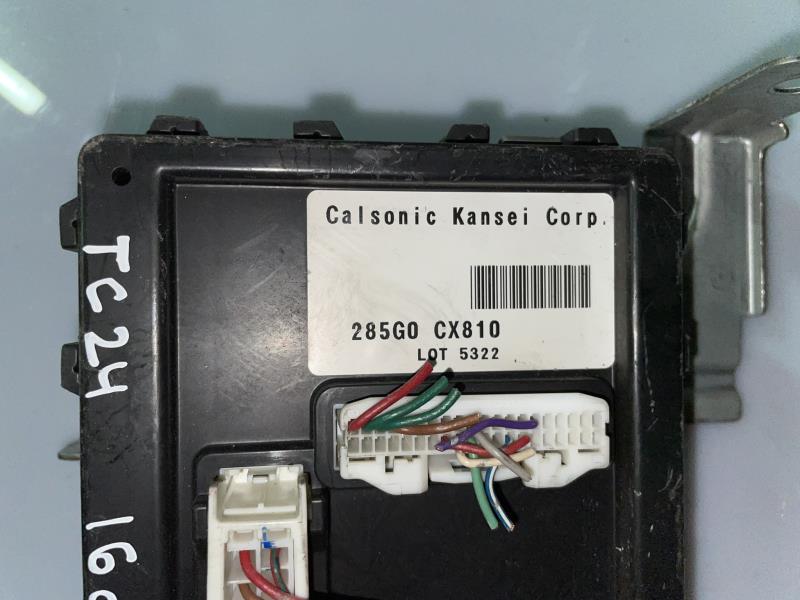 Calsonic Kansei Corp.
285G0 CX810
LOT 5322
TC24